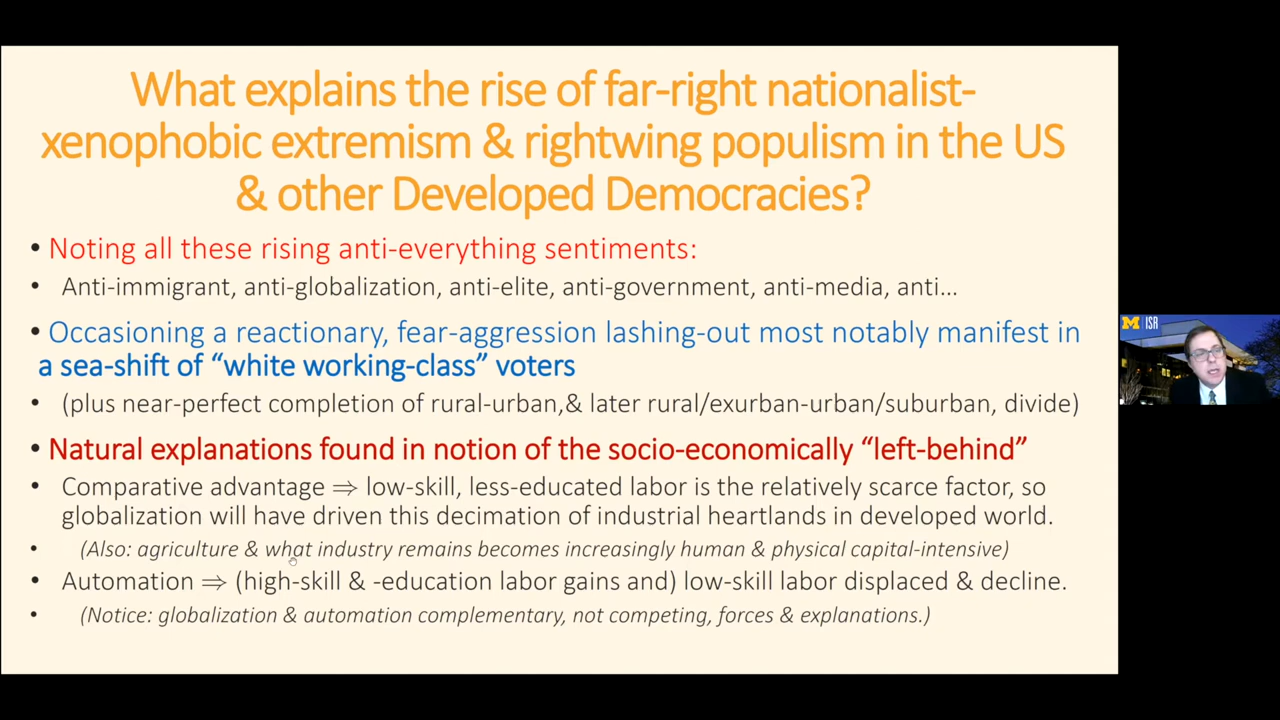 What explains the rise of far-right nationalist-
xenophobic extremism & rightwing populism in the US
& other Developed Democracies?
• Noting all these rising anti-everything sentiments:
• Anti-immigrant, anti-globalization, anti-elite, anti-government, anti-media, anti…
• Occasioning a reactionary, fear-aggression lashing-out most notably manifest in
a sea-shift of “white working-class” voters
• (plus near-perfect completion of rural-urban,& later rural/exurban-urban/suburban, divide)
• Natural explanations found in notion of the socio-economically “left-behind”
• Comparative advantage ⇒ low-skill, less-educated labor is the relatively scarce factor, so
globalization will have driven this decimation of industrial heartlands in developed world.
• (Also: agriculture & what industry remains becomes increasingly human & physical capital-intensive)
• Automation ⇒ (high-skill & -education labor gains and) low-skill labor displaced & decline.
• (Notice: globalization & automation complementary, not competing, forces & explanations.)
M ISR